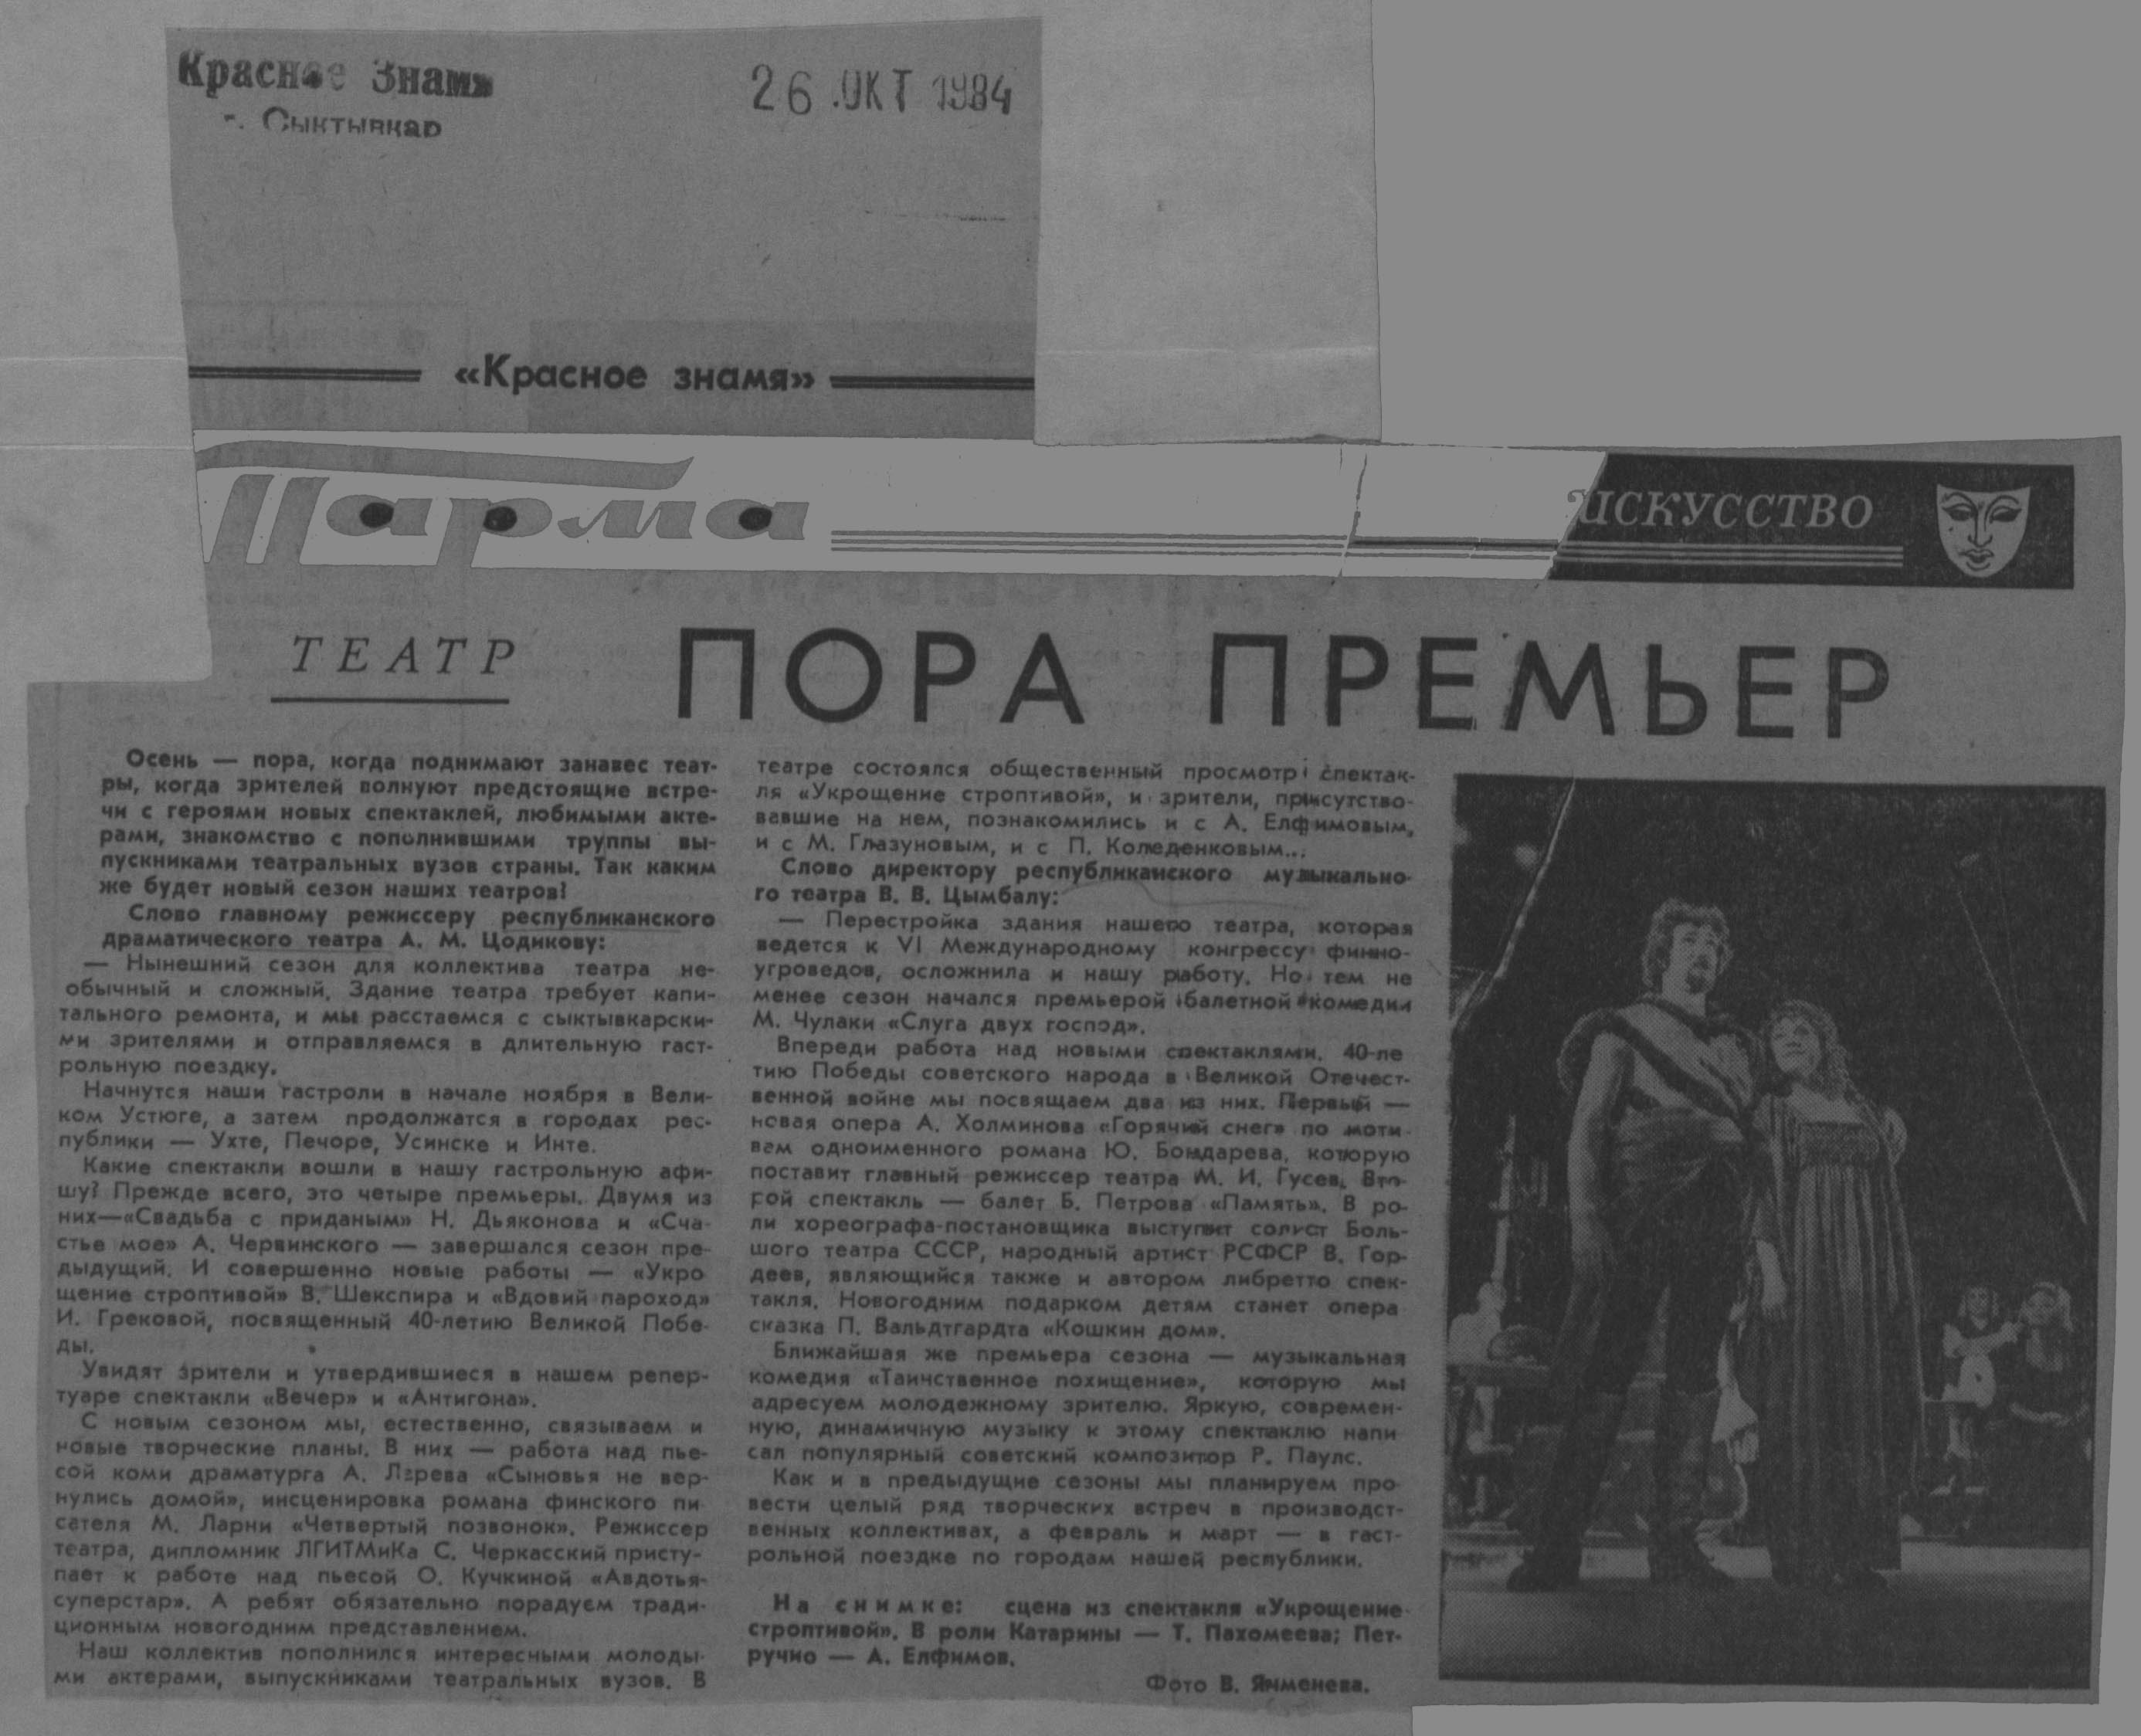 Красное Знамя
г. Сыктывкар
26 ОКТ 1984
«Красное знамя»
Парма
ИСКУССТВО
ТЕАТР
ПОРА ПРЕМЬЕР
Осень — пора, когда поднимают занавес теат-
ры, когда зрителей волнуют предстоящие встре-
чи с героями новых спектаклей, любимыми акте-
рами, знакомство с пополнившими труппы вы-
пускниками театральных вузов страны. Так каким
же будет новый сезон наших театров?
Слово главному режиссеру республиканского
драматического театра А. М. Цодикову:
— Нынешний сезон для коллектива театра не-
обычный и сложный. Здание театра требует капи-
тального ремонта, и мы расстаемся с сыктывкарски-
ми зрителями и отправляемся в длительную гаст-
рольную поездку.
Начнутся наши гастроли в начале ноября в Вели-
ком Устюге, а затем продолжатся в городах рес-
публики — Ухте, Печоре, Усинске и Инте.
Какие спектакли вошли в нашу гастрольную афи-
шу? Прежде всего, это четыре премьеры. Двумя из
них—«Свадьба с приданым» Н. Дьяконова и «Сча-
стье мое» А. Червинского — завершался сезон пре-
дыдущий. И совершенно новые работы — «Укро
щение строптивой» В. Шекспира и «Вдовий пароход»
И. Грековой, посвященный 40-летию Великой Побе-
ды.
Увидят зрители и утвердившиеся в нашем репер-
туаре спектакли «Вечер» и «Антигона».
С новым сезоном мы, естественно, связываем и
новые творческие планы. В них — работа над пье-
сой коми драматурга А. Ларева «Сыновья не вер-
нулись домой», инсценировка романа финского пи-
сателя М. Ларни «Четвертый позвонок». Режиссер
театра, дипломник ЛГИТМиКа С. Черкасский присту-
пает к работе над пьесой О. Кучкиной «Авдотья-
суперстар». А ребят обязательно порадуем тради-
ционным новогодним представлением.
Наш коллектив пополнился интересными молоды-
ми актерами, выпускниками театральных вузов. В
театре состоялся общественный просмотр спектак-
ля «Укрощение строптивой», и зрители, присутство-
вавшие на нем, познакомились и с А. Елфимовым,
и с М. Глазуновым, и с П. Коледенковым...
Слово директору республиканского музыкально-
го театра В. В. Цымбалу:
— Перестройка здания нашего театра, которая
ведется к VI Международному конгрессу финно-
угроведов, осложнила и нашу работу. Но тем не
менее сезон начался премьерой балетной комедии
М. Чулаки «Слуга двух господ».
Впереди работа над новыми спектаклями. 40-ле
тию Победы советского народа в Великой Отечест-
венной войне мы посвящаем два из них. Первый —
новая опера А. Холминова «Горячий снег» по моти-
вам одноименного романа Ю. Бондарева, которую
поставит главный режиссер театра М. И. Гусев. Вто-
рой спектакль — балет Б. Петрова «Память». В ро-
ли хореографа-постановщика выступит солист Боль-
шого театра СССР, народный артист РСФСР В. Гор-
деев, являющийся также и автором либретто спек-
такля. Новогодним подарком детям станет опера
сказка П. Вальдтгардта «Кошкин дом».
Ближайшая же премьера сезона — музыкальная
комедия «Таинственное похищение», которую мы
адресуем молодежному зрителю. Яркую, современ-
ную, динамичную музыку к этому спектаклю напи
сал популярный советский композитор Р. Паулс.
Как и в предыдущие сезоны мы планируем про
вести целый ряд творческих встреч в производст-
венных коллективах, а февраль и март — в гаст-
рольной поездке по городам нашей республики.
На снимке: сцена из спектакля «Укрощение
строптивой». В роли Катарины — Т. Пахомеева; Пет-
ручио — А. Елфимов.
Фото В. Ячменева.